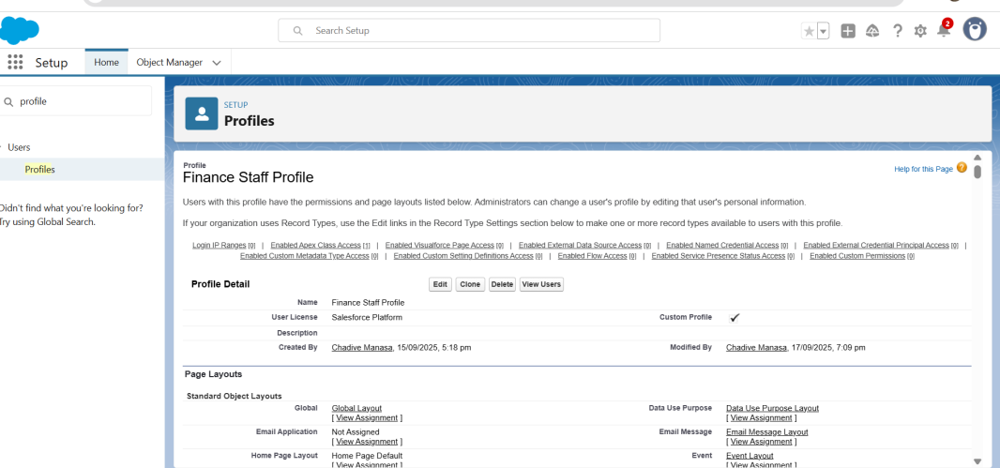 Search Setup
2
Setup
Home
Object Manager
profile
Users
Profiles
Didn't find what you're looking for?
Try using Global Search.
SETUP
Profiles
Profile
Finance Staff Profile
Help for this Page
Users with this profile have the permissions and page layouts listed below. Administrators can change a user's profile by editing that user's personal information.
If your organization uses Record Types, use the Edit links in the Record Type Settings section below to make one or more record types available to users with this profile.
Login IP Ranges [0] | Enabled Apex Class Access [1] | Enabled Visualforce Page Access [0] | Enabled External Data Source Access [0] | Enabled Named Credential Access [0] | Enabled External Credential Principal Access [0] |
Enabled Custom Metadata Type Access [0] | Enabled Custom Setting Definitions Access [0] | Enabled Flow Access [0] | Enabled Service Presence Status Access [0] | Enabled Custom Permissions [0]
Profile Detail Edit Clone Delete View Users
Name Finance Staff Profile
User License Salesforce Platform Custom Profile ✓
Description
Created By Chadive Manasa, 15/09/2025, 5:18 pm Modified By Chadive Manasa, 17/09/2025, 7:09 pm
Page Layouts
Standard Object Layouts
Global Global Layout Data Use Purpose Data Use Purpose Layout
[ View Assignment ] [ View Assignment ]
Email Application Not Assigned Email Message Email Message Layout
[ View Assignment ] [ View Assignment ]
Home Page Layout Home Page Default Event Event Layout
[ View Assignment ] [ View Assignment ]